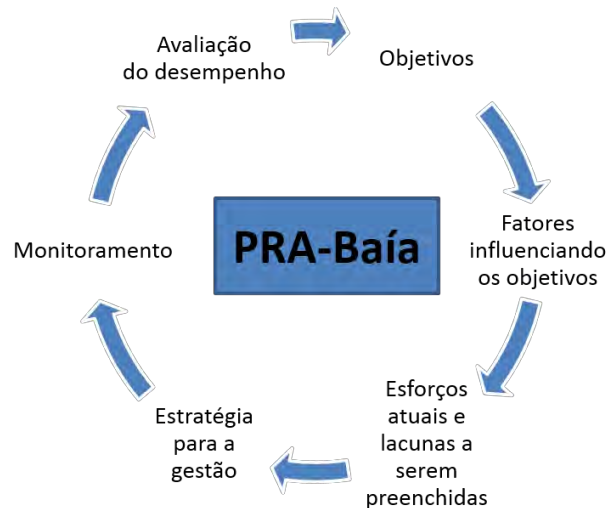 Avaliação
do desempenho
Objetivos
Fatores
influenciando
os objetivos
Esforços
atuais e
lacunas a
serem
preenchidas
Estratégia
para a
gestão
Monitoramento
PRA-Baía